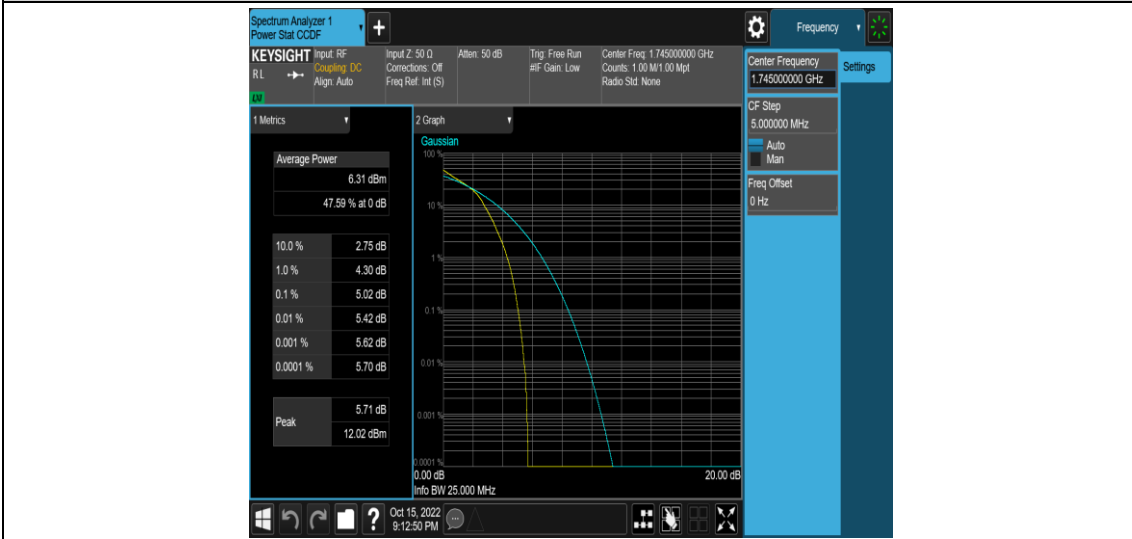 Spectrum Analyzer 1
Power Stat CCDF
+
Frequency
KEYSIGHT
RL
LM
Input: RF
Coupling: DC
Align: Auto
Input Z: 50 Ω
Corrections: Off
Freq Ref: Int (S)
Atten: 50 dB
Trig: Free Run
#IF Gain: Low
Center Freq: 1.745000000 GHz
Counts: 1.00 M/1.00 Mpt
Radio Std: None
Center Frequency
1.745000000 GHz
Settings
CF Step
5.000000 MHz
Auto
Man
Freq Offset
0 Hz
1 Metrics
Average Power
6.31 dBm
47.59 % at 0 dB
10.0 % 2.75 dB
1.0 % 4.30 dB
0.1 % 5.02 dB
0.01 % 5.42 dB
0.001 % 5.62 dB
0.0001 % 5.70 dB
Peak
5.71 dB
12.02 dBm
2 Graph
Gaussian
100 %
10 %
1 %
0.1 %
0.01 %
0.001 %
0.0001 %
0.00 dB 20.00 dB
Info BW 25.000 MHz
?
Oct 15, 2022
9:12:50 PM